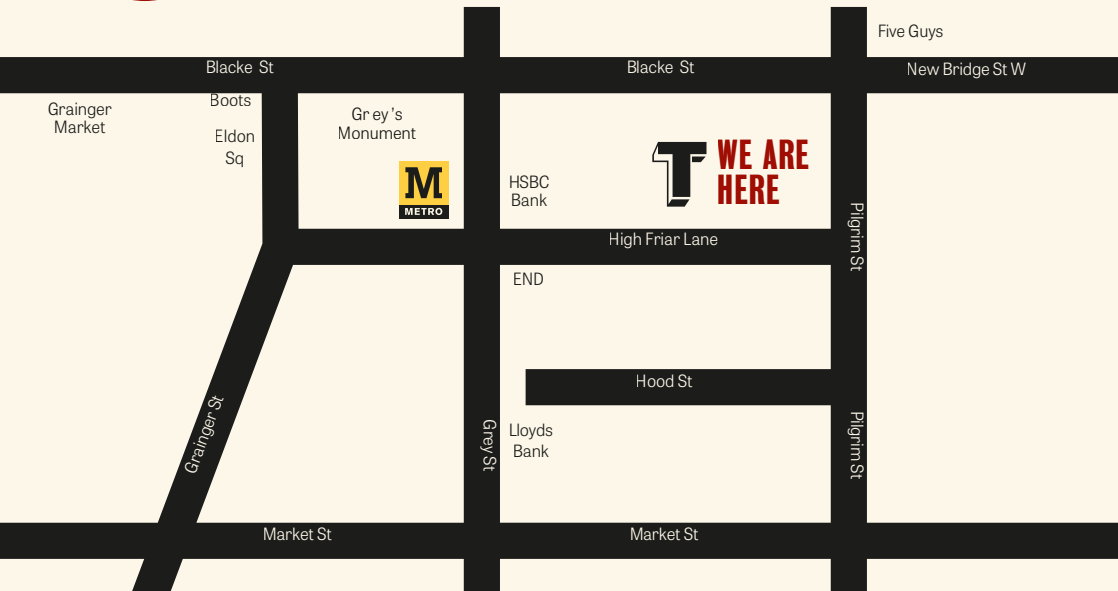 Five Guys
Blacke St
Blacke St
New Bridge St W
Boots
Grainger
Market
Eldon
Sq
Grey's
Monument
M
METRO
HSBC
Bank
T
WE ARE
HERE
Pilgrim St
High Friar Lane
END
Hood St
Grainger St
Grey St
Lloyds
Bank
Pilgrim St
Market St
Market St